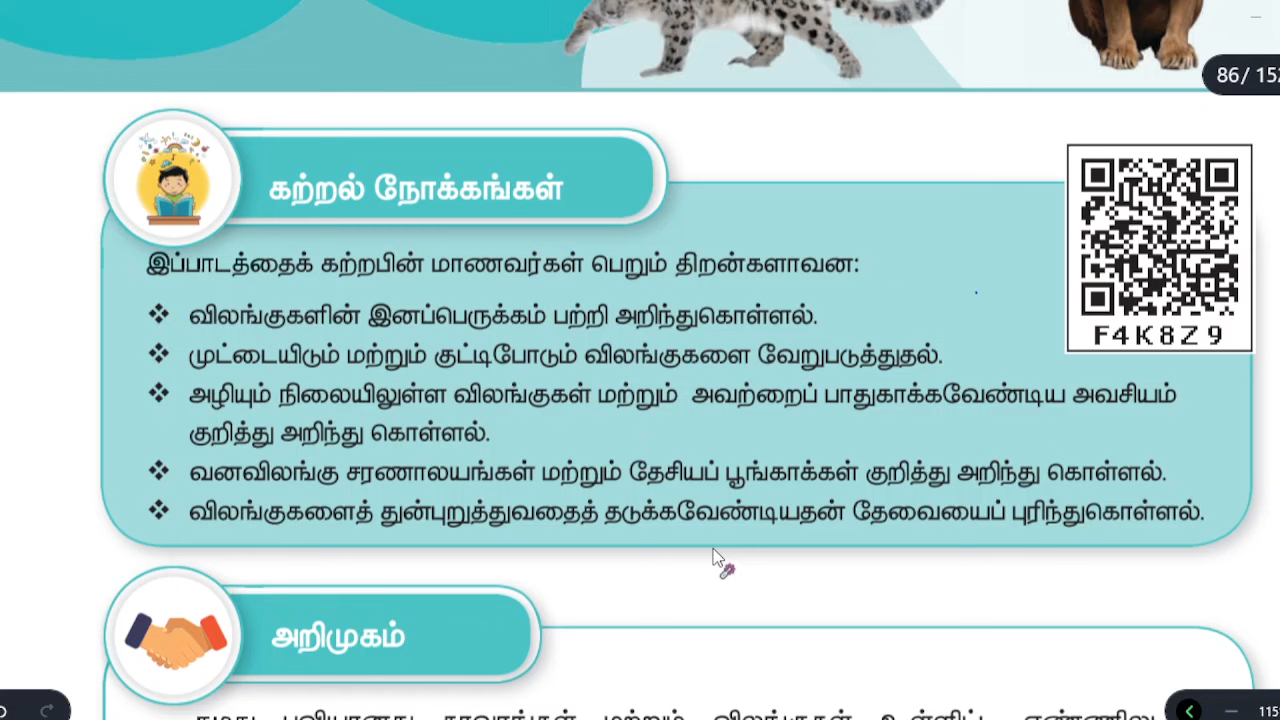 86/ 152
கற்றல் நோக்கங்கள்
F4K8Z9
இப்பாடத்தைக் கற்றபின் மாணவர்கள் பெறும் திறன்களாவன:
❖ விலங்குகளின் இனப்பெருக்கம் பற்றி அறிந்துகொள்ளல்.
❖ முட்டையிடும் மற்றும் குட்டிபோடும் விலங்குகளை வேறுபடுத்துதல்.
❖ அழியும் நிலையிலுள்ள விலங்குகள் மற்றும் அவற்றைப் பாதுகாக்கவேண்டிய அவசியம்
குறித்து அறிந்து கொள்ளல்.
❖ வனவிலங்கு சரணாலயங்கள் மற்றும் தேசியப் பூங்காக்கள் குறித்து அறிந்து கொள்ளல்.
❖ விலங்குகளைத் துன்புறுத்துவதைத் தடுக்கவேண்டியதன் தேவையைப் புரிந்துகொள்ளல்.
அறிமுகம்
115